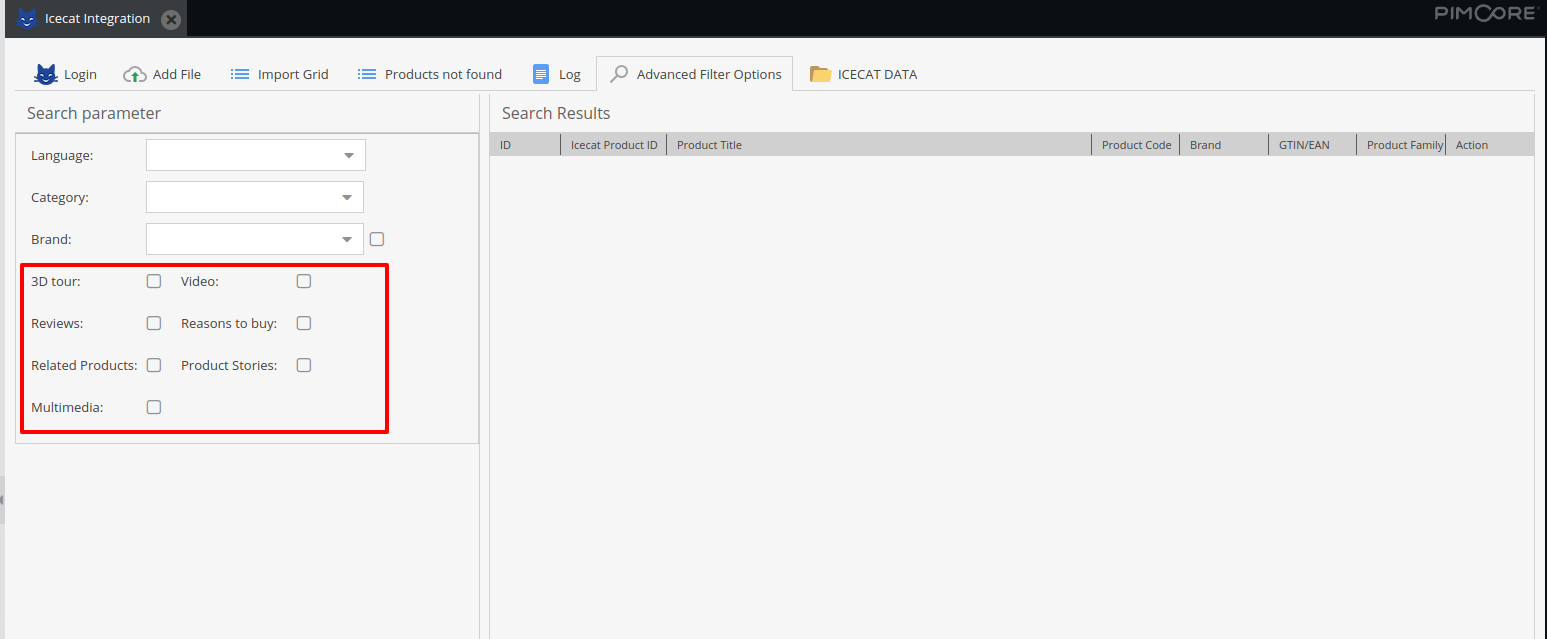 Icecat Integration
PIMCORE
Login
Add File
Import Grid
Products not found
Log
Advanced Filter Options
ICECAT DATA
Search parameter
Language:
Category:
Brand:
3D tour:
Video:
Reviews:
Reasons to buy:
Related Products:
Product Stories:
Multimedia:
Search Results
ID
Icecat Product ID
Product Title
Product Code
Brand
GTIN/EAN
Product Family
Action